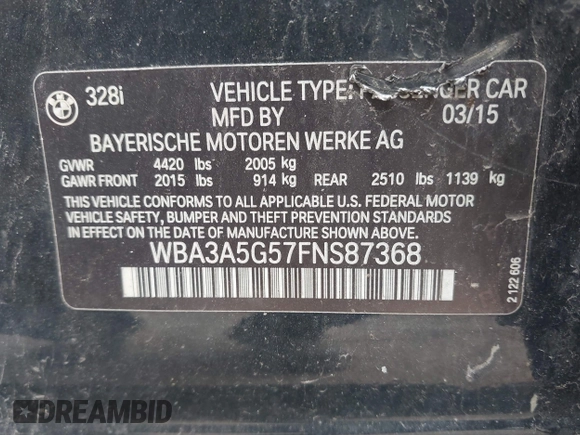 328i VEHICLE TYPE: PASSENGER CAR
MFD BY 03/15
BAYERISCHE MOTOREN WERKE AG
GVWR 4420 lbs 2005 kg
GAWR FRONT 2015 lbs 914 kg REAR 2510 lbs 1139 kg
THIS VEHICLE CONFORMS TO ALL APPLICABLE U.S. FEDERAL MOTOR
VEHICLE SAFETY, BUMPER, AND THEFT PREVENTION STANDARDS IN
EFFECT ON THE DATE OF MANUFACTURE SHOWN ABOVE.
WBA3A5G57FNS87368
2 122 606
DREAMBID